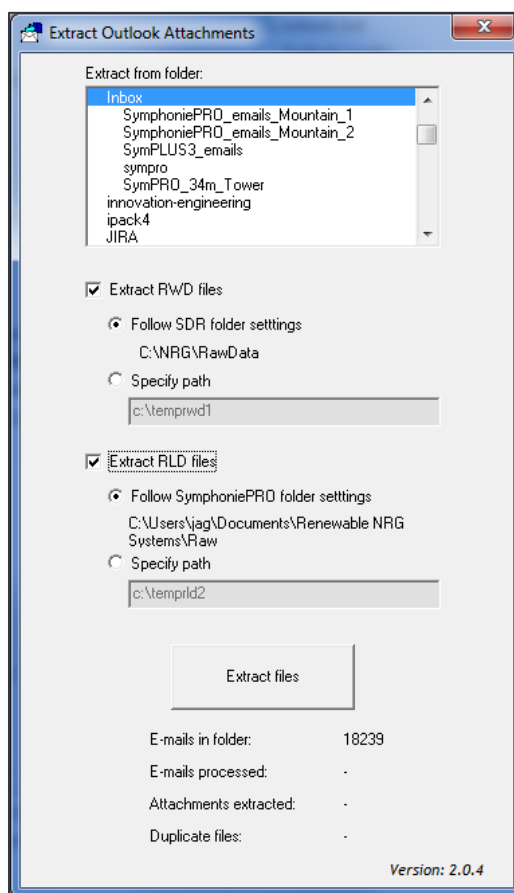 Extract Outlook Attachments
Extract from folder:
Inbox
SymphoniePRO_emails_Mountain_1
SymphoniePRO_emails_Mountain_2
SymPLUS3_emails
sympro
SymPRO_34m_Tower
innovation-engineering
ipack4
JIRA
Extract RWD files
Follow SDR folder setttings
C:\NRG\RawData
Specify path
c:\temprwd1
Extract RLD files
Follow SymphoniePRO folder setttings
C:\Users\jag\Documents\Renewable NRG
Systems\Raw
Specify path
c:\temprld2
Extract files
E-mails in folder: 18239
E-mails processed: -
Attachments extracted: -
Duplicate files: -
Version: 2.0.4